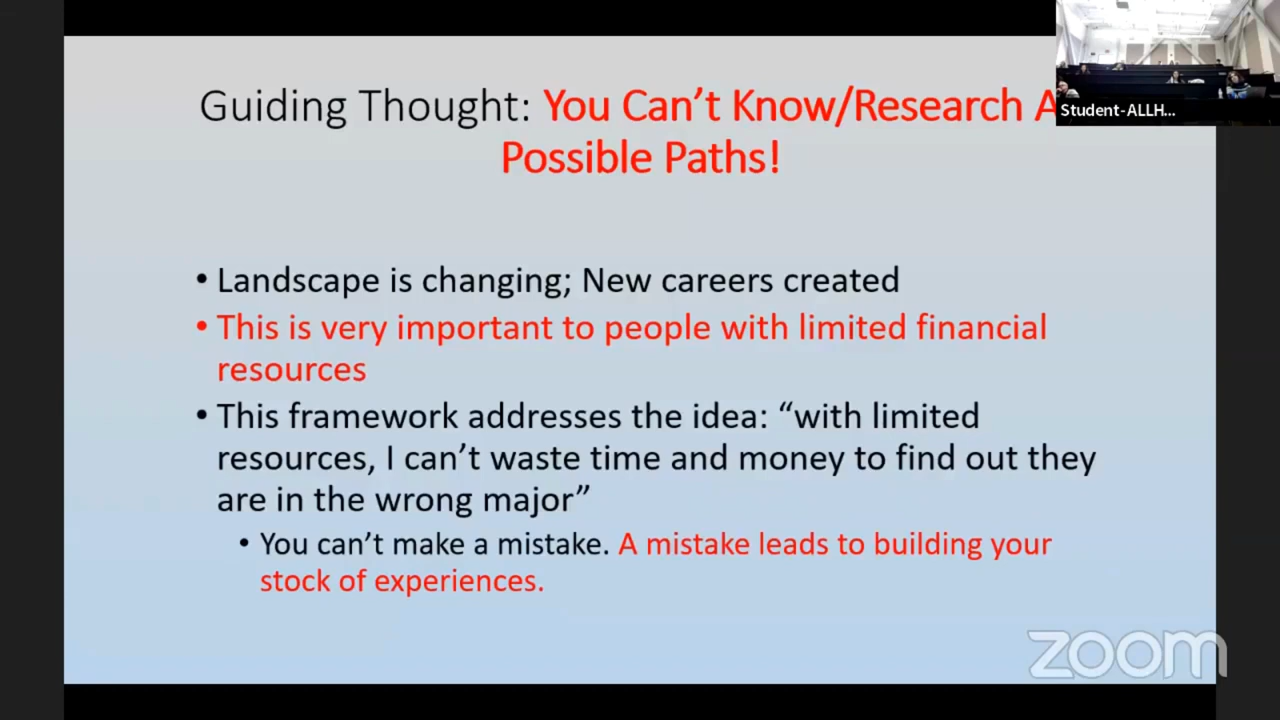 Guiding Thought: You Can't Know/Research
Possible Paths!
Student-ALLH...
• Landscape is changing; New careers created
• This is very important to people with limited financial
resources
• This framework addresses the idea: “with limited
resources, I can't waste time and money to find out they
are in the wrong major”
• You can't make a mistake. A mistake leads to building your
stock of experiences.
zoom